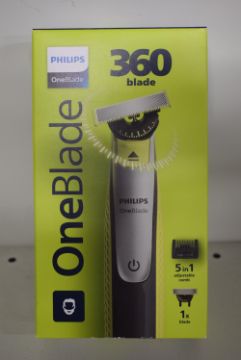 PHILIPS
OneBlade
360
blade
OneBlade
PHILIPS
OneBlade
5 in 1
adjustable
comb
1x
blade